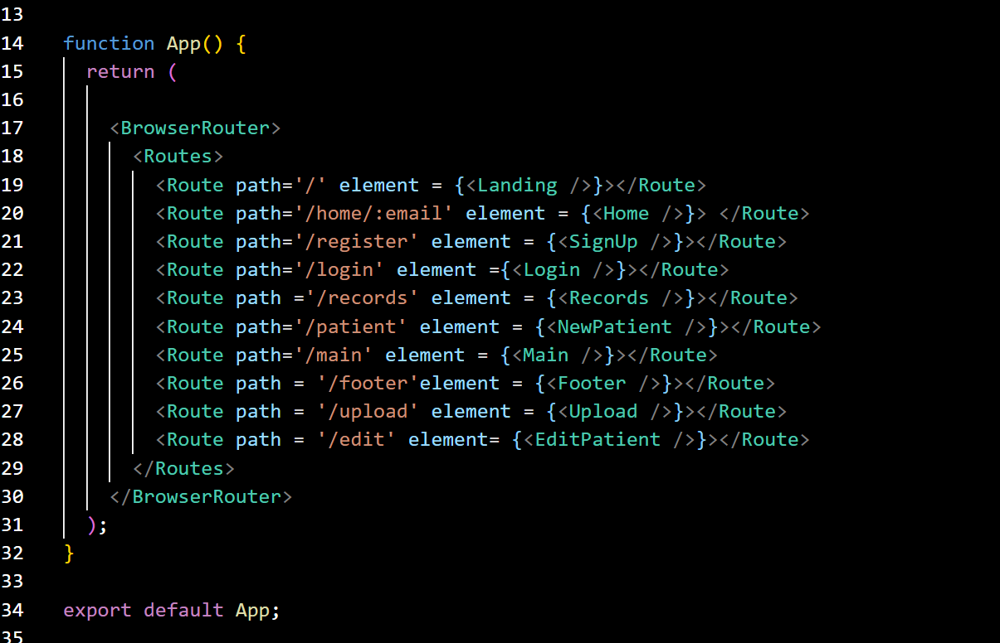 13
14 function App() {
15 return (
16
17 <BrowserRouter>
18 <Routes>
19 <Route path='/' element = {<Landing />}></Route>
20 <Route path='/home/:email' element = {<Home />}> </Route>
21 <Route path='/register' element = {<SignUp />}></Route>
22 <Route path='/login' element ={<Login />}></Route>
23 <Route path ='/records' element = {<Records />}></Route>
24 <Route path='/patient' element = {<NewPatient />}></Route>
25 <Route path='/main' element = {<Main />}></Route>
26 <Route path = '/footer'element = {<Footer />}></Route>
27 <Route path = '/upload' element = {<Upload />}></Route>
28 <Route path = '/edit' element= {<EditPatient />}></Route>
29 </Routes>
30 </BrowserRouter>
31 );
32 }
33
34 export default App;
35